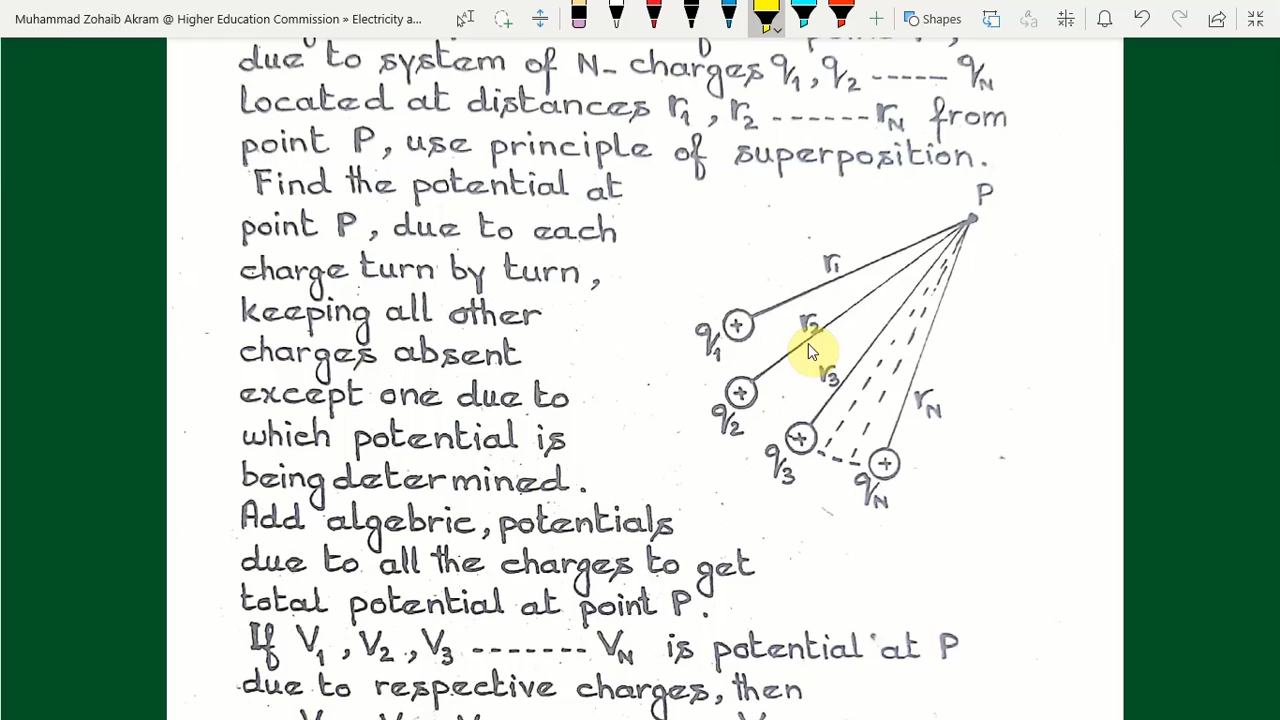 Muhammad Zohaib Akram @ Higher Education Commission » Electricity a...
Shapes
due to system of N- charges q1, q2 ----- qN
Located at distances r1, r2 ------ rN from
point P, use principle of superposition.
Find the potential at
point P, due to each
charge turn by turn,
keeping all other
charges absent
except one due to
which potential is
being determined.
Add algebric, potentials
due to all the charges to get
total potential at point P.
If V1, V2, V3 ------- VN is potential at P
due to respective charges, then
P
r1
r2
r3
rN
q1
q2
q3
qN